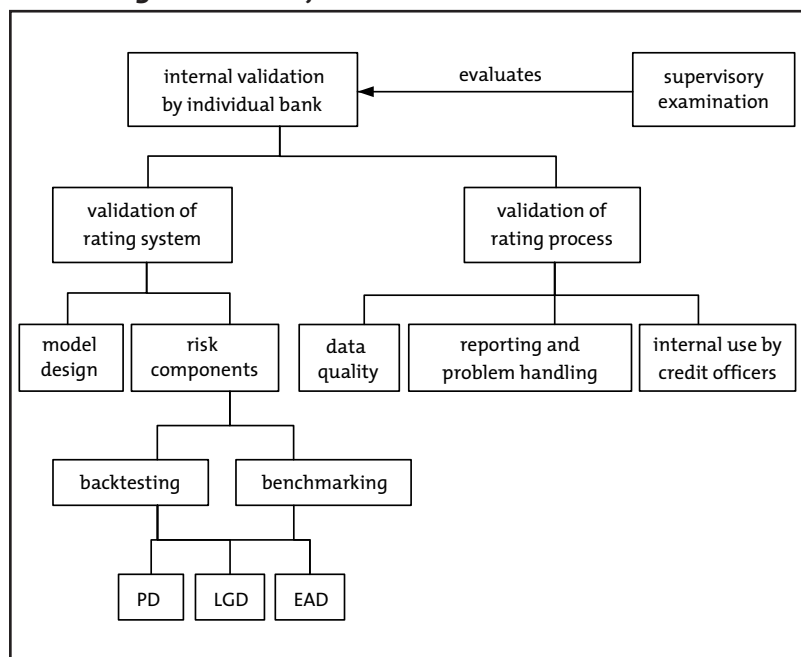 internal validation
by individual bank
evaluates
supervisory
examination
validation of
rating system
validation of
rating process
model
design
risk
components
data
quality
reporting and
problem handling
internal use by
credit officers
backtesting
benchmarking
PD
LGD
EAD